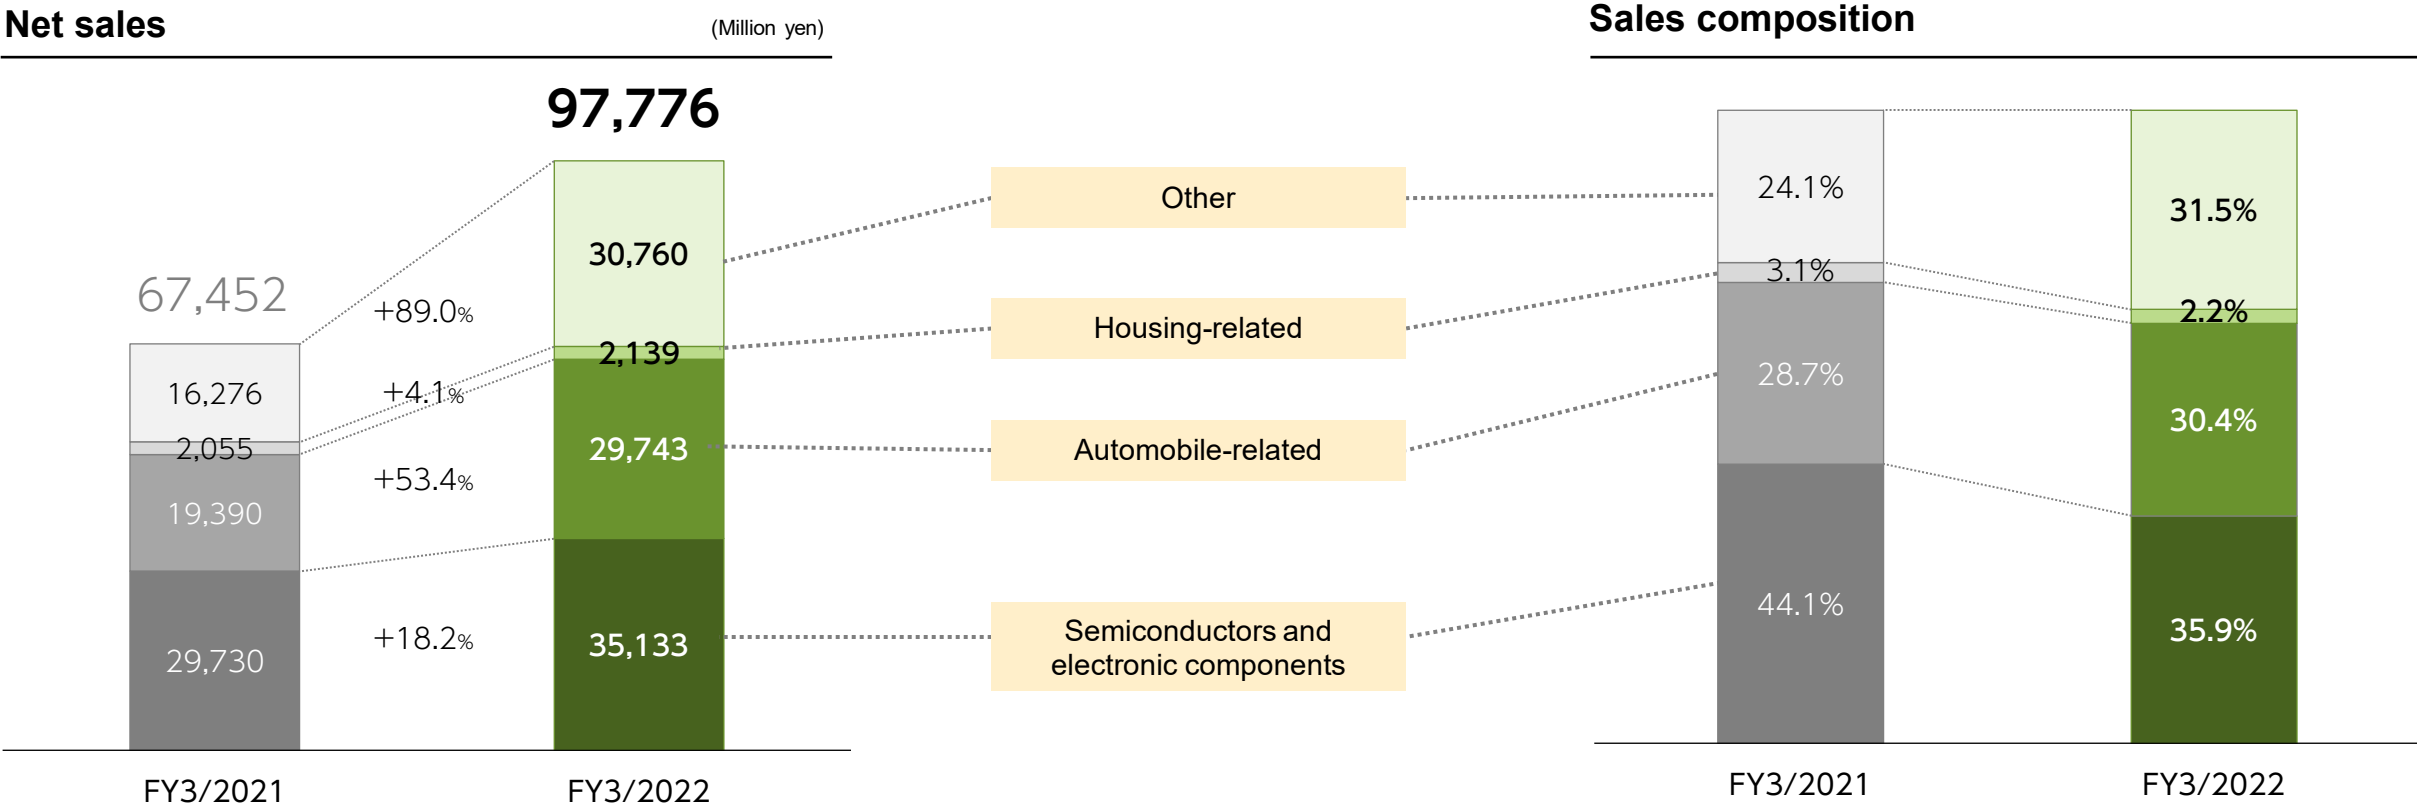 Net sales
(Million yen)
97,776
67,452
30,760
+89.0%
2,139
16,276
+4.1%
2,055
29,743
+53.4%
19,390
35,133
+18.2%
29,730
FY3/2021
FY3/2022
Other
Housing-related
Automobile-related
Semiconductors and
electronic components
Sales composition
24.1%
31.5%
3.1%
2.2%
28.7%
30.4%
44.1%
35.9%
FY3/2021
FY3/2022